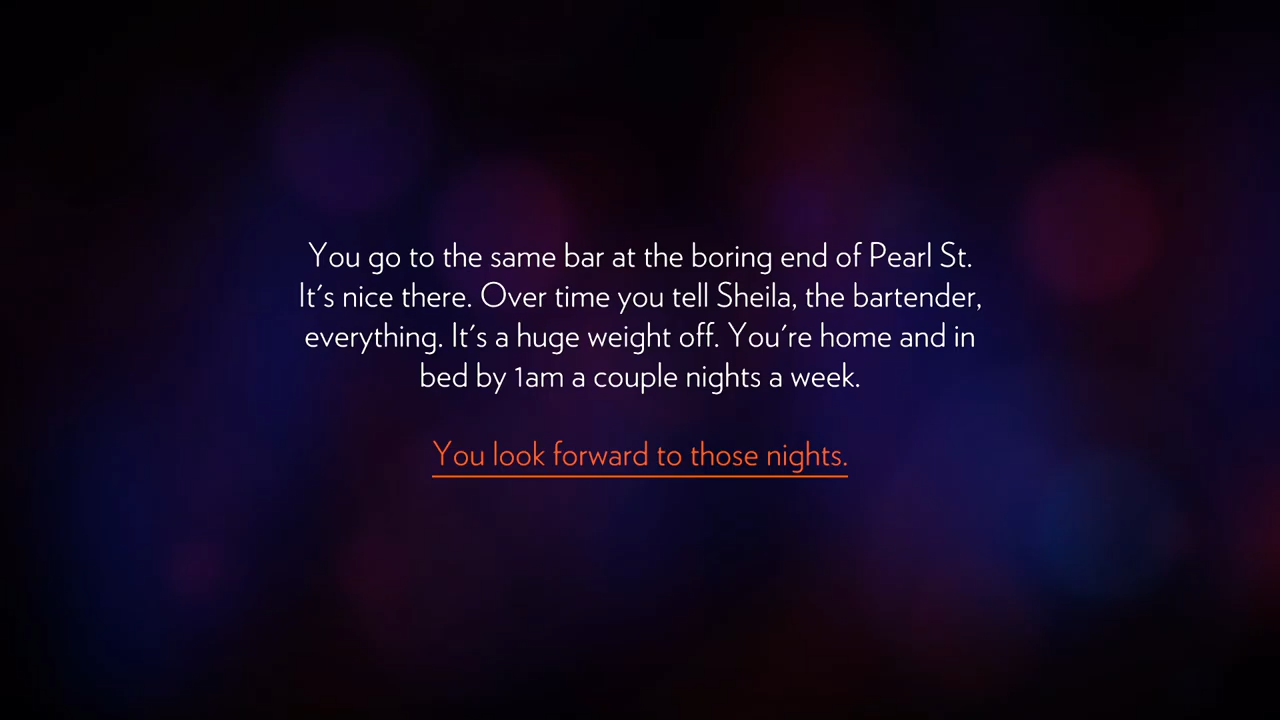 You go to the same bar at the boring end of Pearl St.
It's nice there. Over time you tell Sheila, the bartender,
everything. It's a huge weight off. You're home and in
bed by 1am a couple nights a week.
You look forward to those nights.